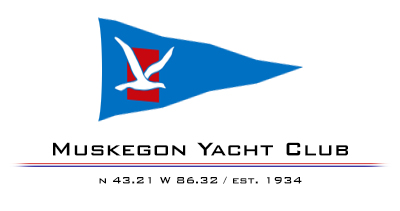 MUSKEGON YACHT CLUB
N 43.21 W 86.32 / EST. 1934